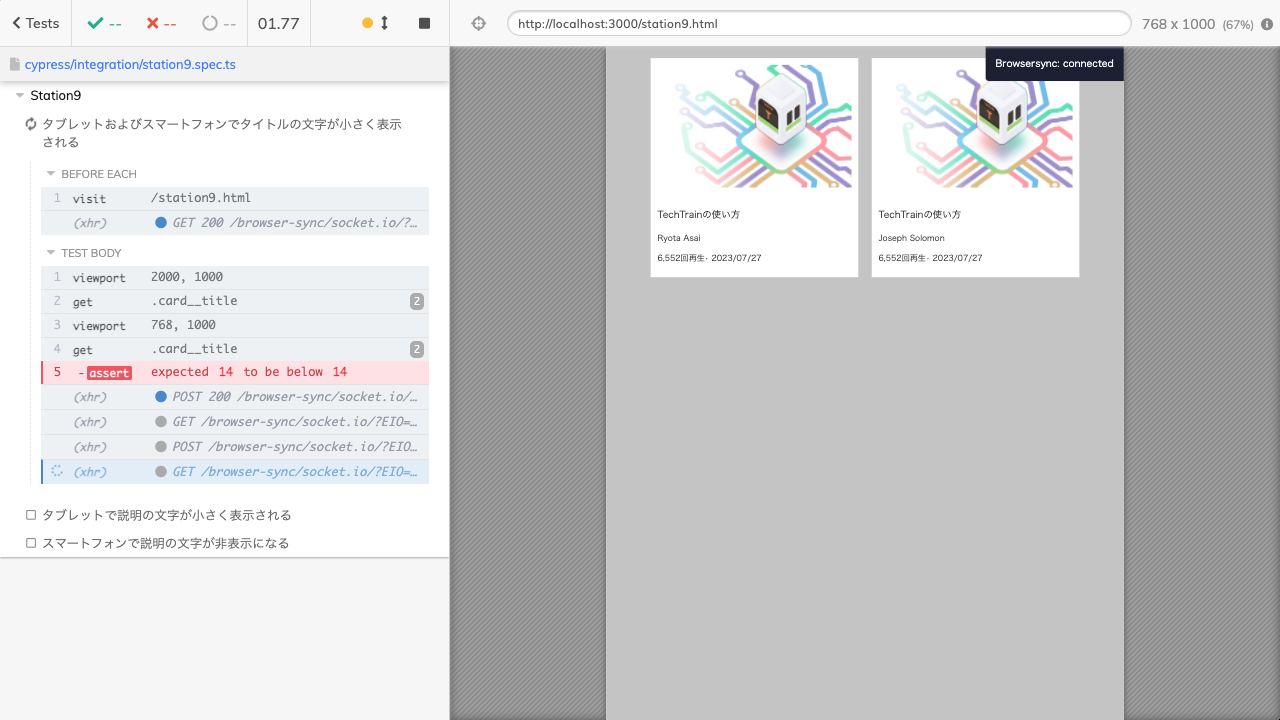 Tests
--
--
--
01.77
http://localhost:3000/station9.html
768 x 1000 (67%)
cypress/integration/station9.spec.ts
Browsersync: connected
Station9
タブレットおよびスマートフォンでタイトルの文字が小さく表示
される
BEFORE EACH
1 visit /station9.html
(xhr) GET 200 /browser-sync/socket.io/?…
TEST BODY
1 viewport 2000, 1000
2 get .card__title 2
3 viewport 768, 1000
4 get .card__title 2
5 -assert expected 14 to be below 14
(xhr) POST 200 /browser-sync/socket.io/…
(xhr) GET /browser-sync/socket.io/?EIO=…
(xhr) POST /browser-sync/socket.io/?EIO…
(xhr) GET /browser-sync/socket.io/?EIO=…
タブレットで説明の文字が小さく表示される
スマートフォンで説明の文字が非表示になる
TechTrainの使い方
Ryota Asai
6,552回再生· 2023/07/27
TechTrainの使い方
Joseph Solomon
6,552回再生· 2023/07/27